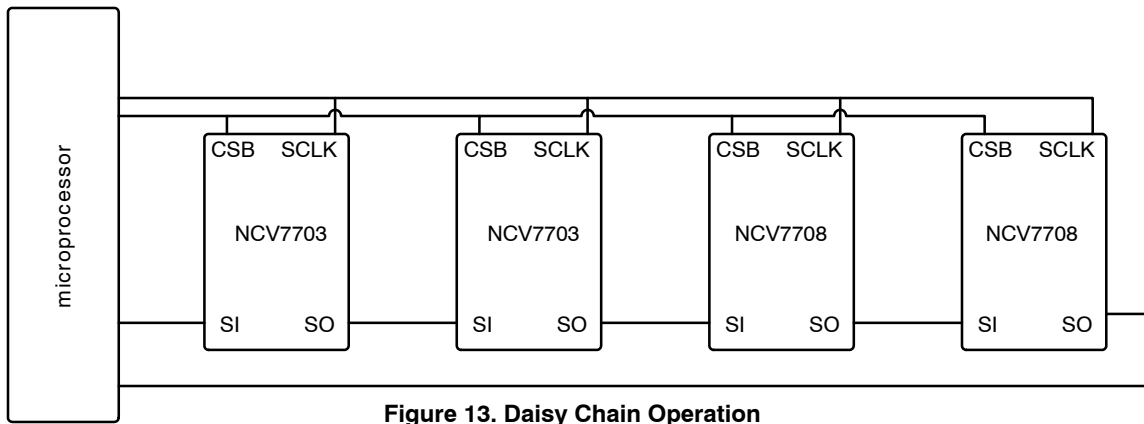 microprocessor
CSB SCLK
NCV7703
SI SO
CSB SCLK
NCV7703
SI SO
CSB SCLK
NCV7708
SI SO
CSB SCLK
NCV7708
SI SO
Figure 13. Daisy Chain Operation